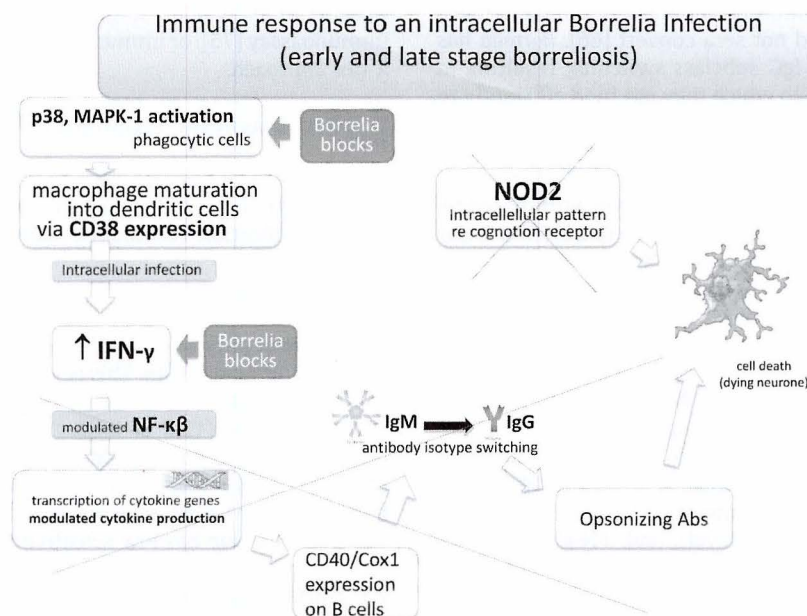 Immune response to an intracellular Borrelia Infection
(early and late stage borreliosis)
p38, MAPK-1 activation
phagocytic cells
Borrelia
blocks
macrophage maturation
into dendritic cells
via CD38 expression
NOD2
intracellellular pattern
re cognotion receptor
Intracellular infection
↑ IFN-γ
Borrelia
blocks
cell death
(dying neurone)
modulated NF-κβ
IgM
IgG
antibody isotype switching
transcription of cytokine genes
modulated cytokine production
Opsonizing Abs
CD40/Cox1
expression
on B cells